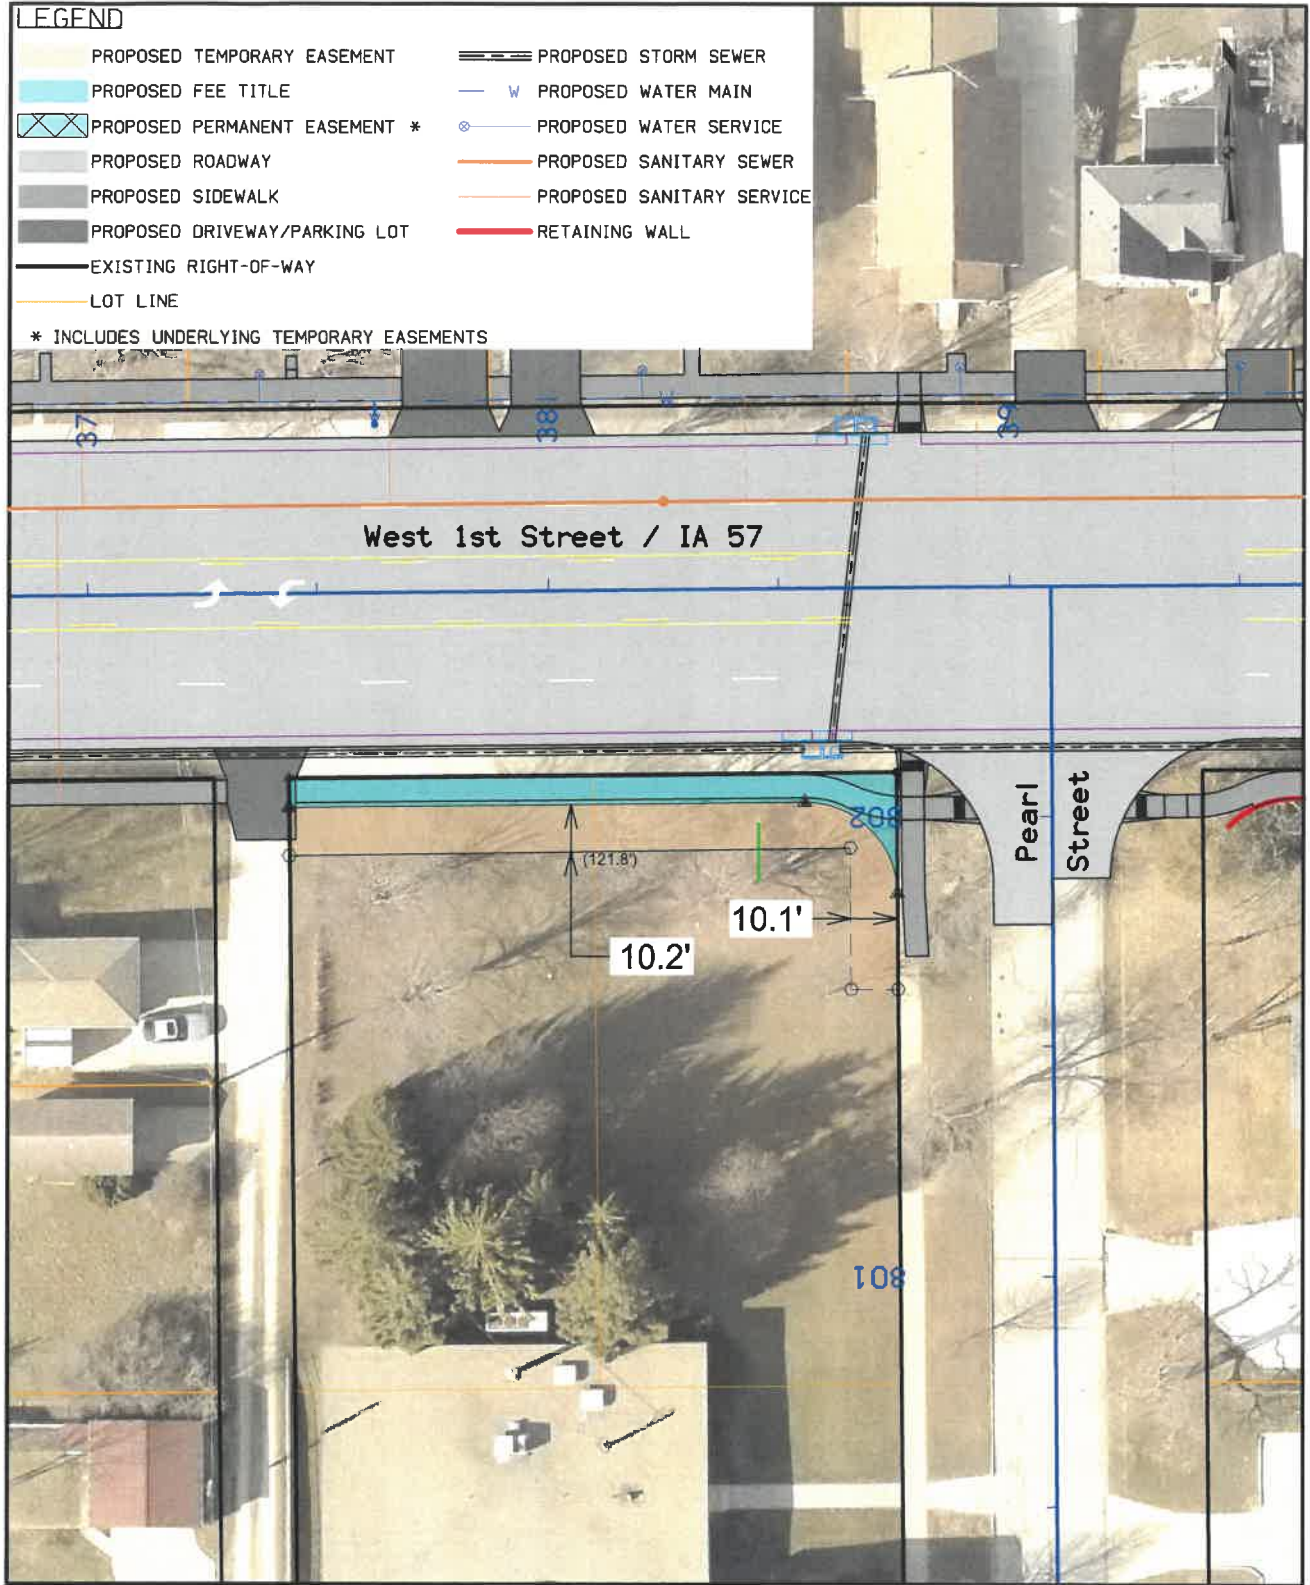 LEGEND
PROPOSED TEMPORARY EASEMENT
PROPOSED FEE TITLE
PROPOSED PERMANENT EASEMENT *
PROPOSED ROADWAY
PROPOSED SIDEWALK
PROPOSED DRIVEWAY/PARKING LOT
EXISTING RIGHT-OF-WAY
LOT LINE
* INCLUDES UNDERLYING TEMPORARY EASEMENTS
PROPOSED STORM SEWER
W PROPOSED WATER MAIN
PROPOSED WATER SERVICE
PROPOSED SANITARY SEWER
PROPOSED SANITARY SERVICE
RETAINING WALL
W
37
38
39
West 1st Street / IA 57
Pearl
Street
802
(121.8')
10.1'
10.2'
801